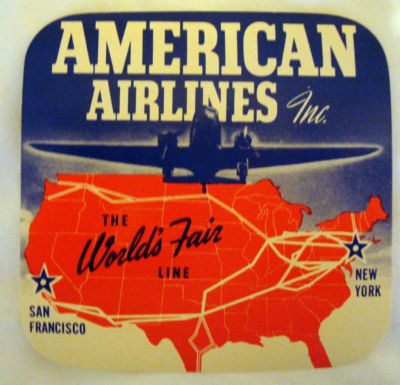 AMERICAN
AIRLINES Inc.
THE
World's Fair
LINE
SAN
FRANCISCO
NEW
YORK